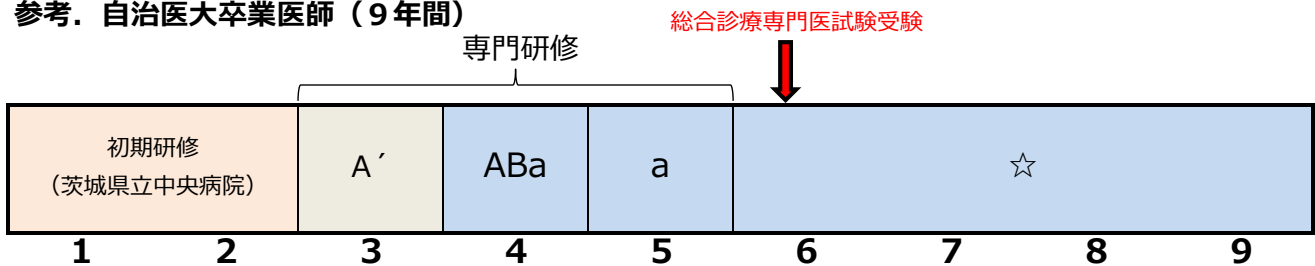 参考．自治医大卒業医師（９年間）
総合診療専門医試験受験
専門研修
初期研修
（茨城県立中央病院）
A´
ABa
a
☆
1 2 3 4 5 6 7 8 9